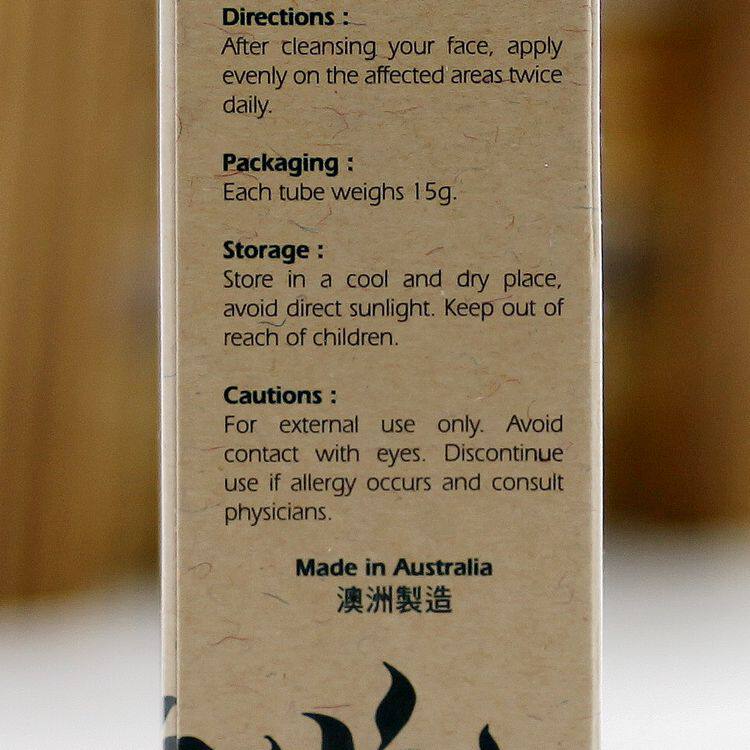 Directions :
After cleansing your face, apply
evenly on the affected areas twice
daily.
Packaging :
Each tube weighs 15g.
Storage :
Store in a cool and dry place,
avoid direct sunlight. Keep out of
reach of children.
Cautions :
For external use only. Avoid
contact with eyes. Discontinue
use if allergy occurs and consult
physicians.
Made in Australia
澳洲製造